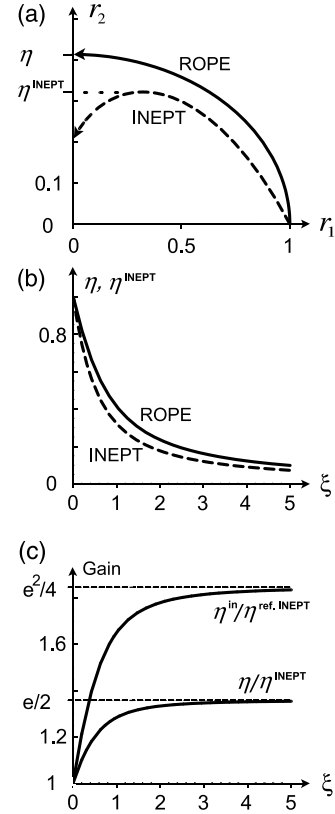 (a)
r₂
η
ROPE
η^INEPT
INEPT
0.1
0
0
0.5
1
r₁
(b)
η, η^INEPT
0.8
ROPE
INEPT
0
0
1
2
3
4
5
ξ
(c)
Gain
e²/4
η^in/η^ref. INEPT
1.6
e/2
η/η^INEPT
1.2
1
0
1
2
3
4
5
ξ